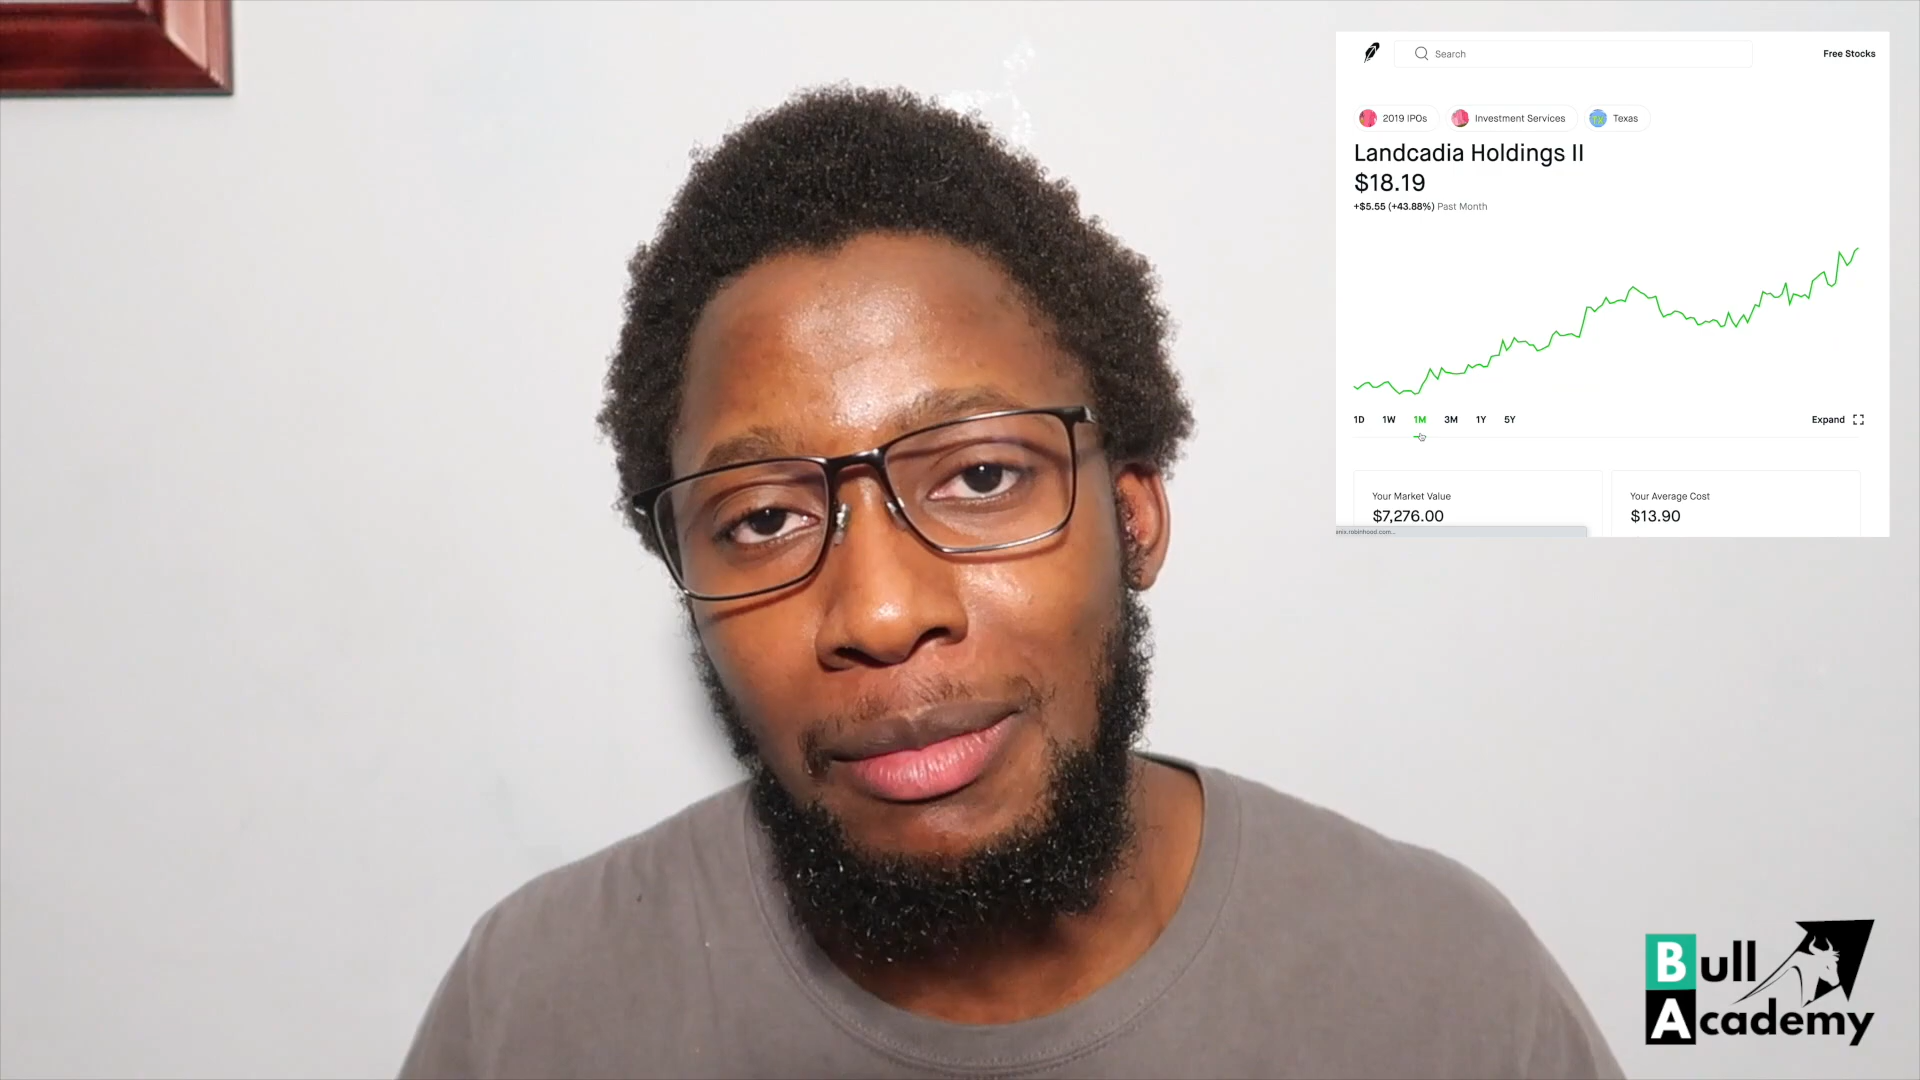 Search
Free Stocks
2019 IPOs
Investment Services
Texas
Landcadia Holdings II
$18.19
+$5.55 (+43.88%) Past Month
1D 1W 1M 3M 1Y 5Y
Expand
Your Market Value
$7,276.00
Your Average Cost
$13.90
Bull
Academy